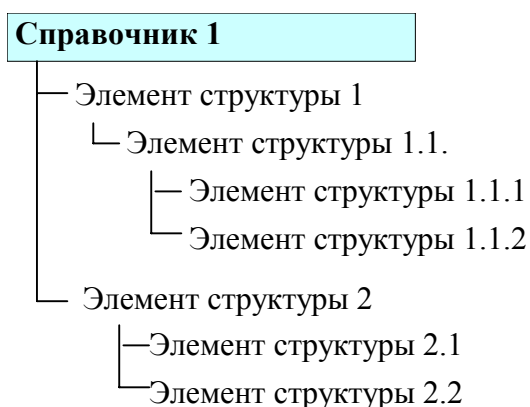 Справочник 1
Элемент структуры 1
Элемент структуры 1.1.
Элемент структуры 1.1.1
Элемент структуры 1.1.2
Элемент структуры 2
Элемент структуры 2.1
Элемент структуры 2.2